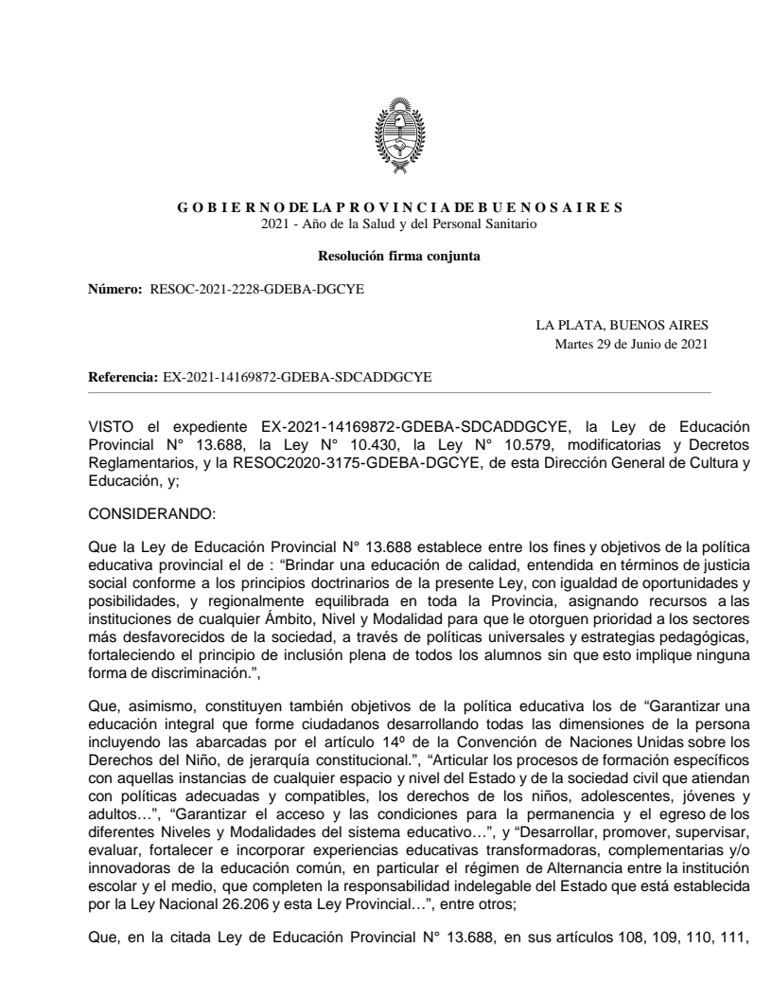 GOBIERNO DE LA PROVINCIA DE BUENOS AIRES
2021 - Año de la Salud y del Personal Sanitario
Resolución firma conjunta
Número: RESOC-2021-2228-GDEBA-DGCYE
LA PLATA, BUENOS AIRES
Martes 29 de Junio de 2021
Referencia: EX-2021-14169872-GDEBA-SDCADDGCYE
VISTO el expediente EX-2021-14169872-GDEBA-SDCADDGCYE, la Ley de Educación
Provincial N° 13.688, la Ley N° 10.430, la Ley N° 10.579, modificatorias y Decretos
Reglamentarios, y la RESOC2020-3175-GDEBA-DGCYE, de esta Dirección General de Cultura y
Educación, y;
CONSIDERANDO:
Que la Ley de Educación Provincial N° 13.688 establece entre los fines y objetivos de la política
educativa provincial el de : “Brindar una educación de calidad, entendida en términos de justicia
social conforme a los principios doctrinarios de la presente Ley, con igualdad de oportunidades y
posibilidades, y regionalmente equilibrada en toda la Provincia, asignando recursos a las
instituciones de cualquier Ámbito, Nivel y Modalidad para que le otorguen prioridad a los sectores
más desfavorecidos de la sociedad, a través de políticas universales y estrategias pedagógicas,
fortaleciendo el principio de inclusión plena de todos los alumnos sin que esto implique ninguna
forma de discriminación.”,
Que, asimismo, constituyen también objetivos de la política educativa los de “Garantizar una
educación integral que forme ciudadanos desarrollando todas las dimensiones de la persona
incluyendo las abarcadas por el artículo 14º de la Convención de Naciones Unidas sobre los
Derechos del Niño, de jerarquía constitucional.”, “Articular los procesos de formación específicos
con aquellas instancias de cualquier espacio y nivel del Estado y de la sociedad civil que atiendan
con políticas adecuadas y compatibles, los derechos de los niños, adolescentes, jóvenes y
adultos…”, “Garantizar el acceso y las condiciones para la permanencia y el egreso de los
diferentes Niveles y Modalidades del sistema educativo…”, y “Desarrollar, promover, supervisar,
evaluar, fortalecer e incorporar experiencias educativas transformadoras, complementarias y/o
innovadoras de la educación común, en particular el régimen de Alternancia entre la institución
escolar y el medio, que completen la responsabilidad indelegable del Estado que está establecida
por la Ley Nacional 26.206 y esta Ley Provincial…”, entre otros;
Que, en la citada Ley de Educación Provincial N° 13.688, en sus artículos 108, 109, 110, 111,